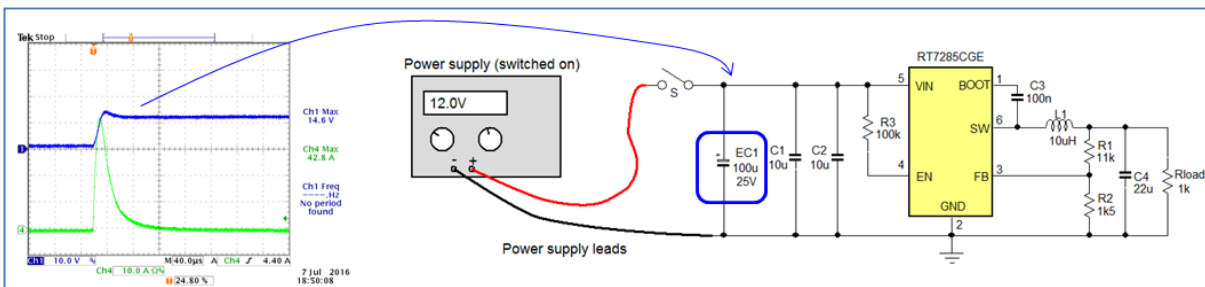 Tek Stop
T
T
Ch1 Max
14.6 V
Ch4 Max
42.8 A
Ch1 Freq
-----.Hz
No period
found
1
4
Ch1 10.0 V
M 40.0µs A Ch4 ∫ 4.40 A
Ch4 10.0 A Ω
24.80 %
7 Jul 2016
18:50:08
Power supply (switched on)
12.0V
- +
Power supply leads
S
EC1
100u
25V
+
C1
10u
C2
10u
R3
100k
RT7285CGE
5 VIN
BOOT 1
C3
100n
SW 6
L1
10uH
4 EN
FB 3
GND
2
R1
11k
R2
1k5
C4
22u
Rload
1k